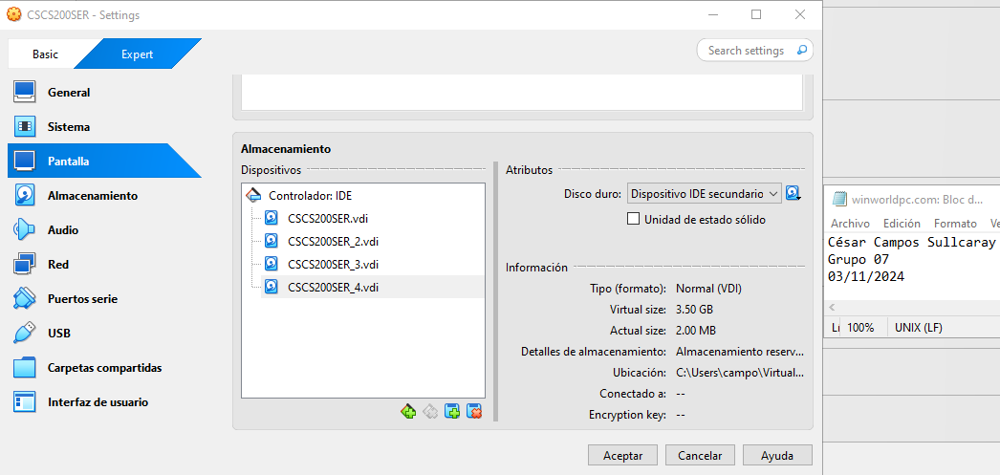 CSCS200SER - Settings
Basic
Expert
Search settings
General
Sistema
Pantalla
Almacenamiento
Audio
Red
Puertos serie
USB
Carpetas compartidas
Interfaz de usuario
Almacenamiento
Dispositivos
Controlador: IDE
CSCS200SER.vdi
CSCS200SER_2.vdi
CSCS200SER_3.vdi
CSCS200SER_4.vdi
Atributos
Disco duro: Dispositivo IDE secundario
Unidad de estado sólido
Información
Tipo (formato): Normal (VDI)
Virtual size: 3.50 GB
Actual size: 2.00 MB
Detalles de almacenamiento: Almacenamiento reserv...
Ubicación: C:\Users\campo\Virtual...
Conectado a: --
Encryption key: --
Aceptar
Cancelar
Ayuda
winworldpc.com: Bloc d...
Archivo Edición Formato Ve
César Campos Sullcaray
Grupo 07
03/11/2024
100% UNIX (LF)